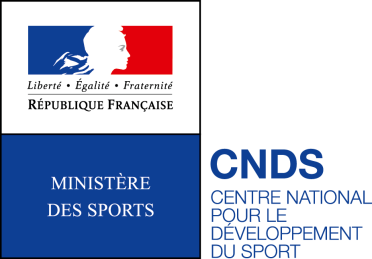 Liberté • Égalité • Fraternité
RÉPUBLIQUE FRANÇAISE
MINISTÈRE
DES SPORTS
CNDS
CENTRE NATIONAL
POUR LE
DÉVELOPPEMENT
DU SPORT